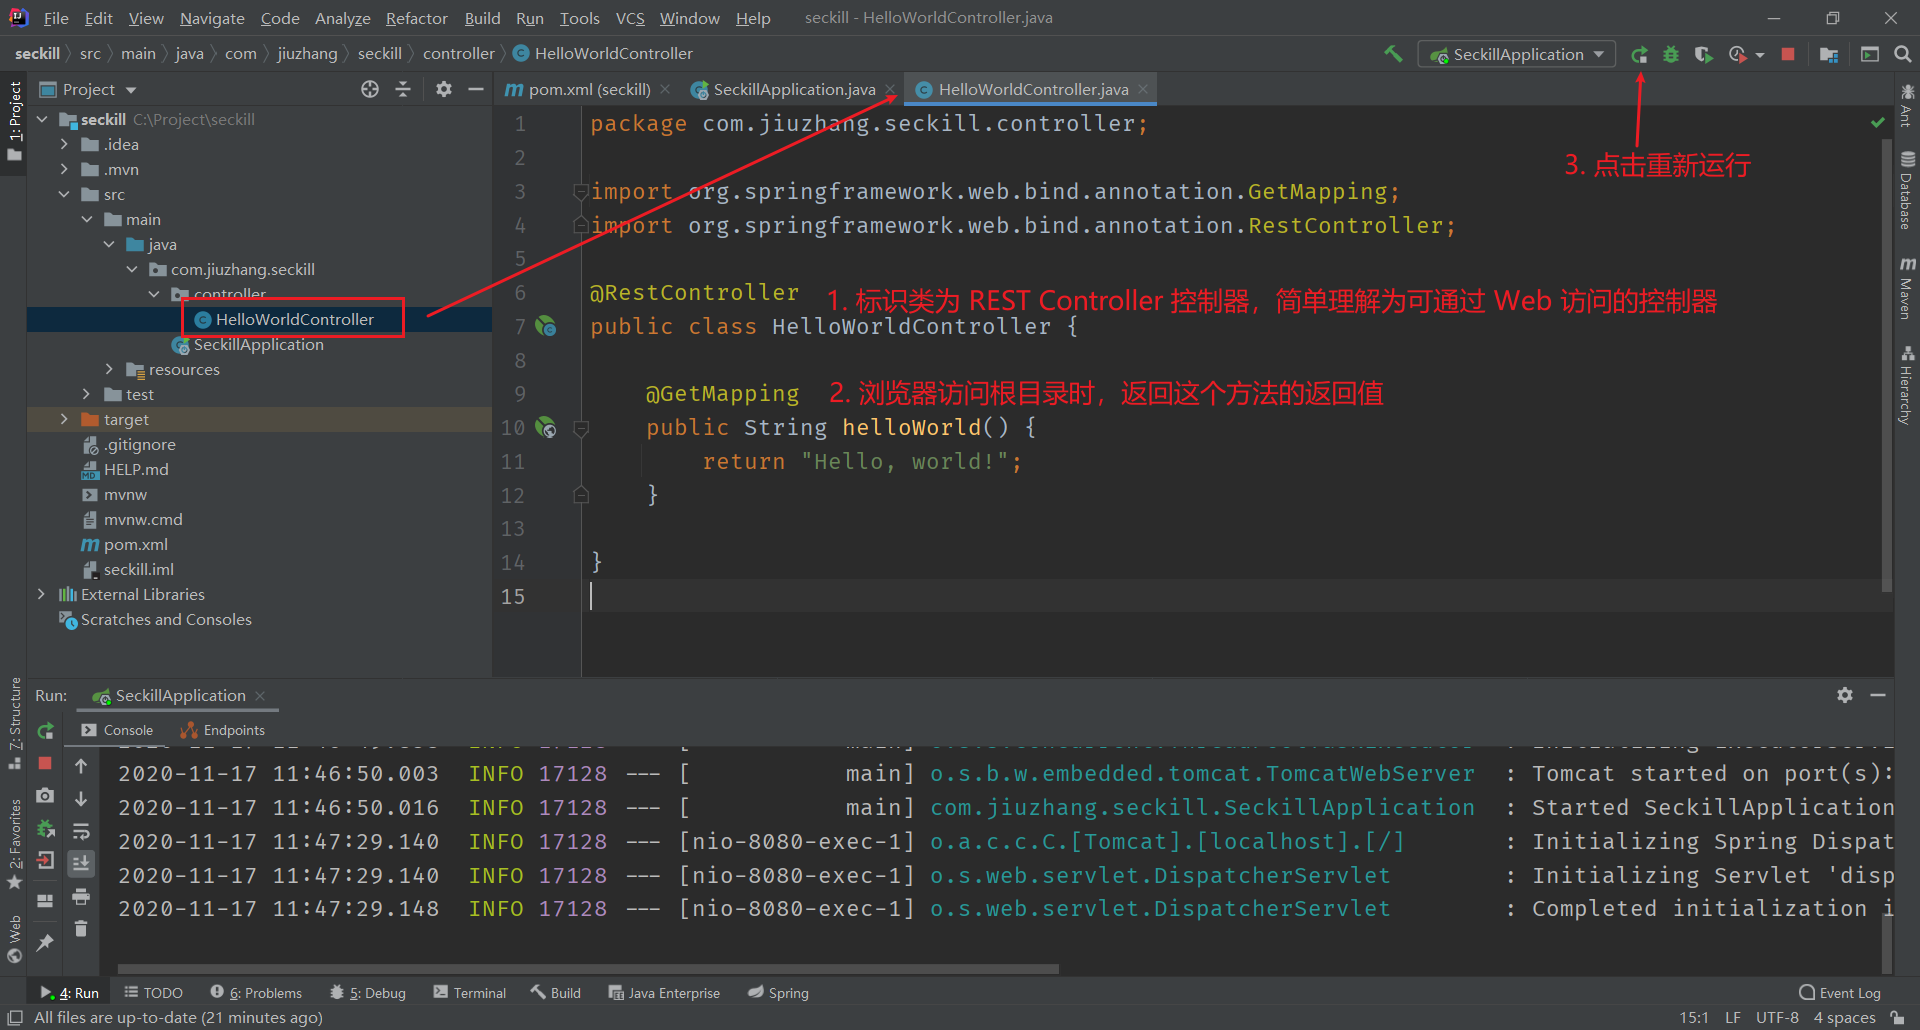 File Edit View Navigate Code Analyze Refactor Build Run Tools VCS Window Help seckill - HelloWorldController.java
seckill src main java com jiuzhang seckill controller HelloWorldController SeckillApplication
1: Project
Project
seckill C:\Project\seckill
.idea
.mvn
src
main
java
com.jiuzhang.seckill
controller
HelloWorldController
SeckillApplication
resources
test
target
.gitignore
HELP.md
mvnw
mvnw.cmd
pom.xml
seckill.iml
External Libraries
Scratches and Consoles
pom.xml (seckill) SeckillApplication.java HelloWorldController.java
1 package com.jiuzhang.seckill.controller;
2
3 import org.springframework.web.bind.annotation.GetMapping;
4 import org.springframework.web.bind.annotation.RestController;
5
6 @RestController
7 public class HelloWorldController {
8
9 @GetMapping
10 public String helloWorld() {
11 return "Hello, world!";
12 }
13
14 }
15
1. 标识类为 REST Controller 控制器，简单理解为可通过 Web 访问的控制器
2. 浏览器访问根目录时，返回这个方法的返回值
3. 点击重新运行
Ant
Database
Maven
Hierarchy
7: Structure
2: Favorites
Web
Run: SeckillApplication
Console Endpoints
2020-11-17 11:46:50.003 INFO 17128 --- [ main] o.s.b.w.embedded.tomcat.TomcatWebServer : Tomcat started on port(s):
2020-11-17 11:46:50.016 INFO 17128 --- [ main] com.jiuzhang.seckill.SeckillApplication : Started SeckillApplication
2020-11-17 11:47:29.140 INFO 17128 --- [nio-8080-exec-1] o.a.c.c.C.[Tomcat].[localhost].[/] : Initializing Spring Dispat
2020-11-17 11:47:29.140 INFO 17128 --- [nio-8080-exec-1] o.s.web.servlet.DispatcherServlet : Initializing Servlet 'disp
2020-11-17 11:47:29.148 INFO 17128 --- [nio-8080-exec-1] o.s.web.servlet.DispatcherServlet : Completed initialization i
4: Run TODO 6: Problems 5: Debug Terminal Build Java Enterprise Spring Event Log
All files are up-to-date (21 minutes ago) 15:1 LF UTF-8 4 spaces